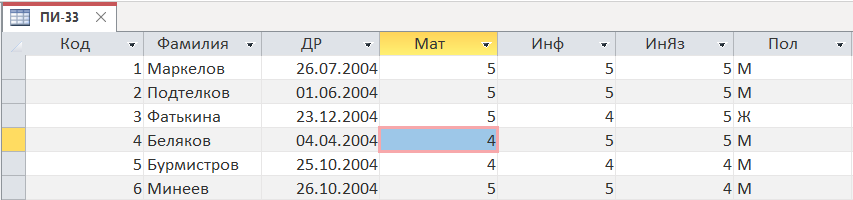 ПИ-33
Код Фамилия ДР Мат Инф ИнЯз Пол
1 Маркелов 26.07.2004 5 5 5 М
2 Подтелков 01.06.2004 5 5 5 М
3 Фатькина 23.12.2004 5 4 5 Ж
4 Беляков 04.04.2004 4 5 5 М
5 Бурмистров 25.10.2004 4 4 4 М
6 Минеев 26.10.2004 5 5 4 М